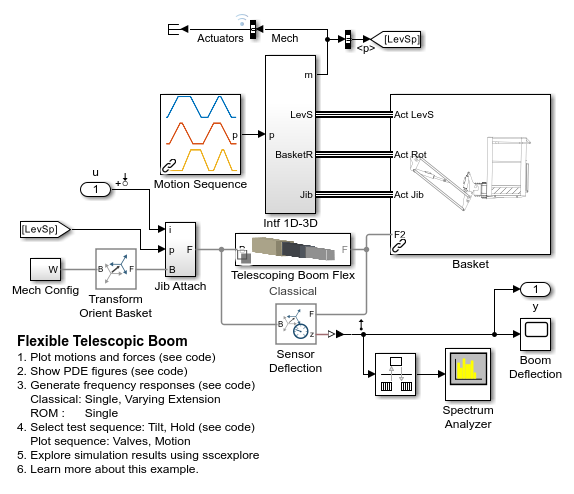 Actuators
Mech
<p>
[LevSp]
m
LevS
Act LevS
p
p
BasketR
Act Rot
Motion Sequence
Jib
Act Jib
u
1
Intf 1D-3D
F2
[LevSp]
i
p
F
B
F
Basket
W
B
F
Telescoping Boom Flex
Mech Config
Transform
Orient Basket
Jib Attach
Classical
1
y
B
F
z
Sensor
Deflection
Boom
Deflection
Spectrum
Analyzer
Flexible Telescopic Boom
1. Plot motions and forces (see code)
2. Show PDE figures (see code)
3. Generate frequency responses (see code)
Classical: Single, Varying Extension
ROM : Single
4. Select test sequence: Tilt, Hold (see code)
Plot sequence: Valves, Motion
5. Explore simulation results using sscexplore
6. Learn more about this example.